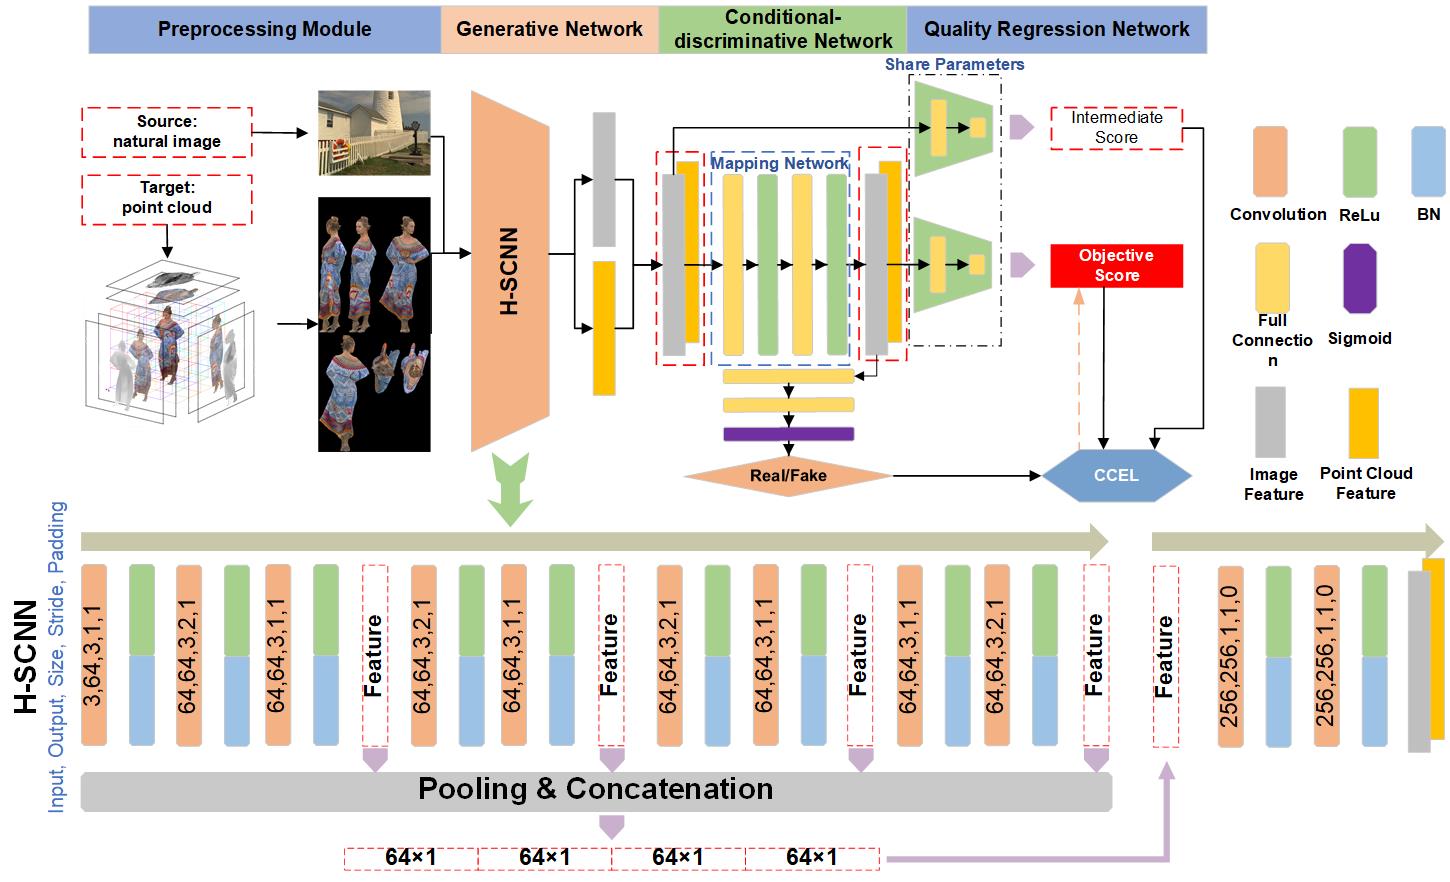 Preprocessing Module
Generative Network
Conditional-
discriminative Network
Quality Regression Network
Share Parameters
Source:
natural image
Target:
point cloud
H-SCNN
Mapping Network
Intermediate
Score
Objective
Score
Real/Fake
CCEL
Convolution
ReLu
BN
Full
Connectio
n
Sigmoid
Image
Feature
Point Cloud
Feature
H-SCNN
Input, Output, Size, Stride, Padding
3,64,3,1,1
64,64,3,2,1
64,64,3,1,1
Feature
64,64,3,2,1
64,64,3,1,1
Feature
64,64,3,2,1
64,64,3,1,1
Feature
64,64,3,1,1
64,64,3,2,1
Feature
Feature
256,256,1,1,0
256,256,1,1,0
Pooling & Concatenation
64×1
64×1
64×1
64×1